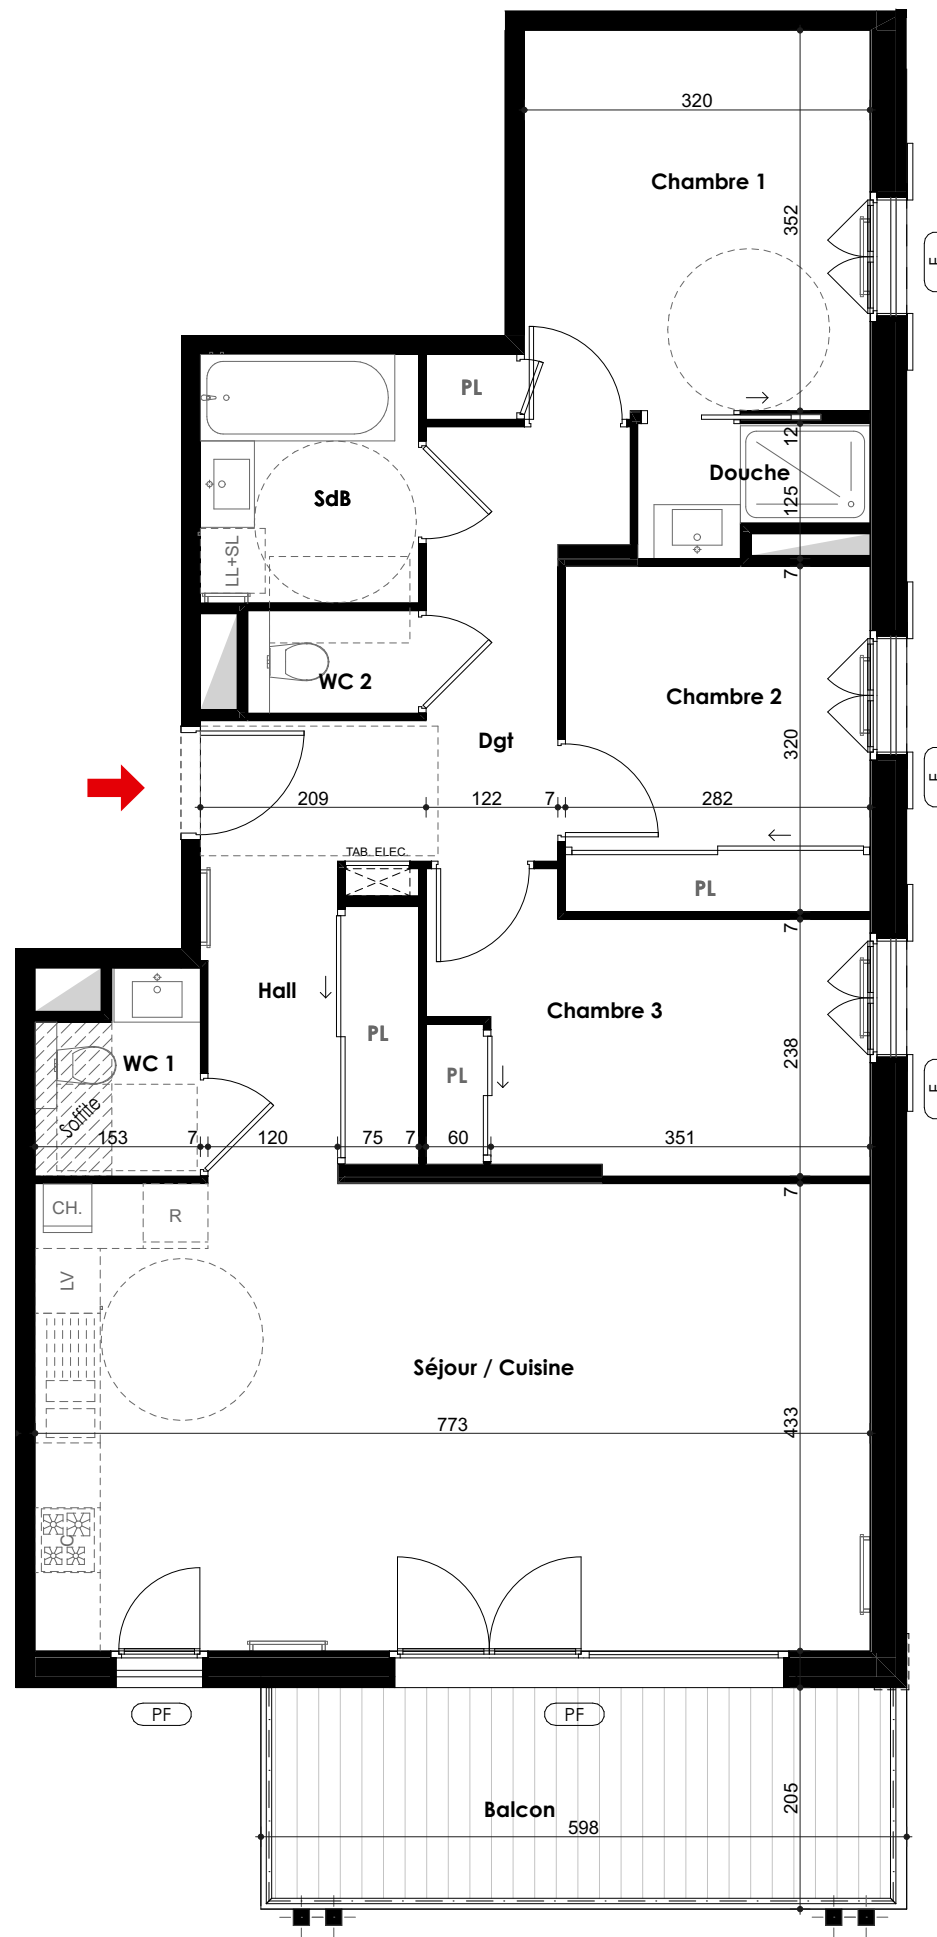 320
Chambre 1
352
F
PL
12
Douche
125
SdB
LL+SL
7
WC 2
Chambre 2
Dgt
320
F
209
122
7
282
TAB. ELEC.
PL
7
Hall
Chambre 3
PL
WC 1
PL
238
F
Soffite
153
7
120
75
7
60
351
CH.
R
7
LV
Séjour / Cuisine
773
433
C
PF
PF
Balcon
205
598